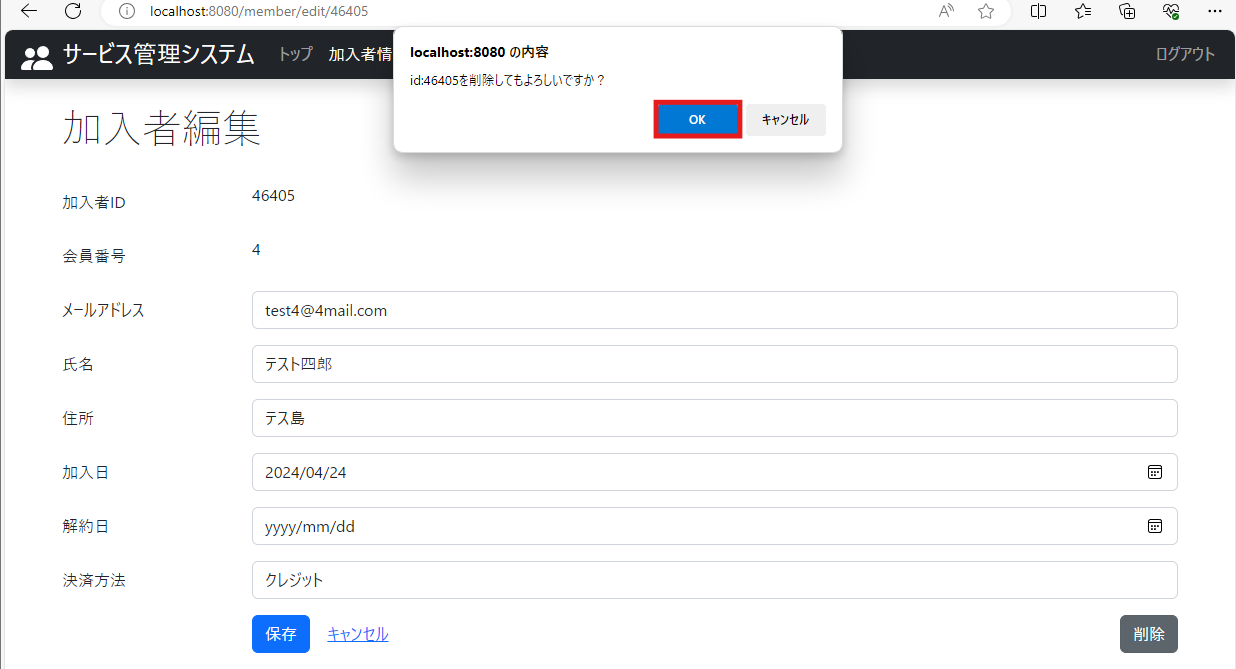 localhost:8080/member/edit/46405
サービス管理システム トップ 加入者情 ログアウト
localhost:8080 の内容
id:46405を削除してもよろしいですか?
OK キャンセル
加入者編集
加入者ID 46405
会員番号 4
メールアドレス test4@4mail.com
氏名 テスト四郎
住所 テス島
加入日 2024/04/24
解約日 yyyy/mm/dd
決済方法 クレジット
保存 キャンセル 削除